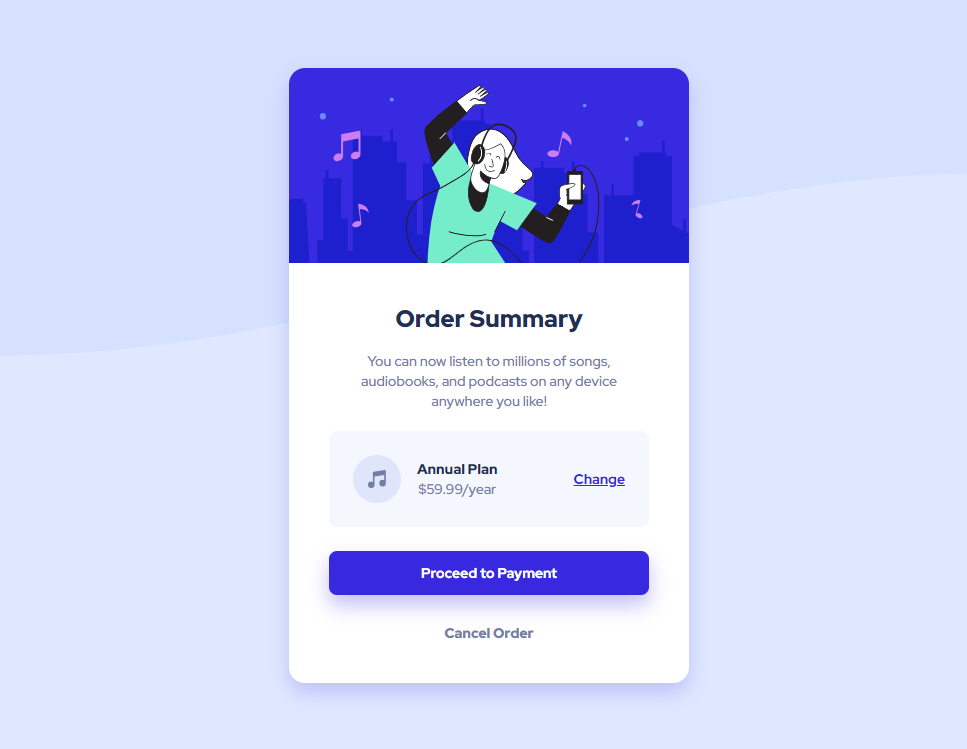 Order Summary
You can now listen to millions of songs,
audiobooks, and podcasts on any device
anywhere you like!
Annual Plan
$59.99/year
Change
Proceed to Payment
Cancel Order